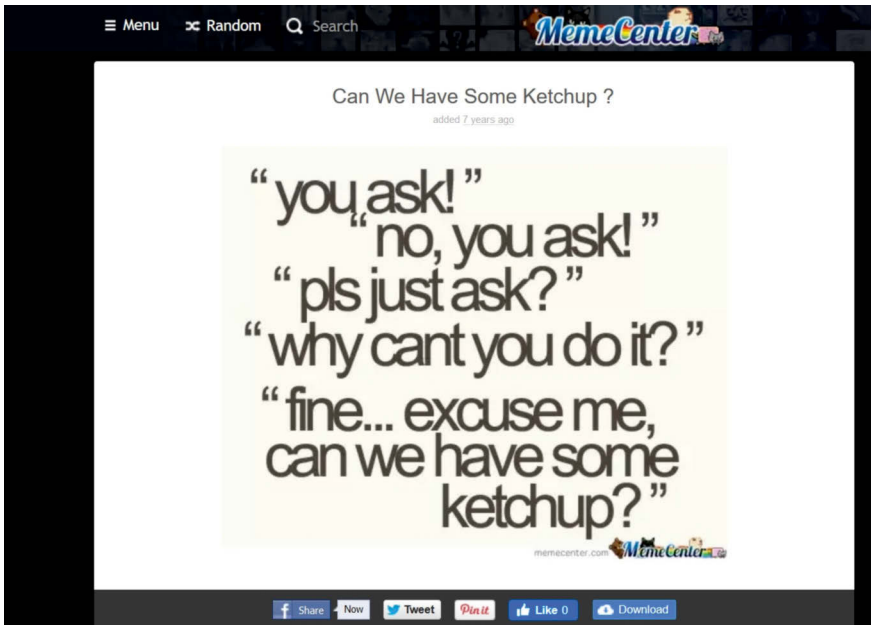 Menu Random Search MemeCenter
Can We Have Some Ketchup ?
added 7 years ago
“ you ask! ”
“ no, you ask! ”
“ pls just ask? ”
“ why cant you do it? ”
“ fine... excuse me,
can we have some
ketchup? ”
memecenter.com MemeCenter
f Share Now Tweet Pin it Like 0 Download